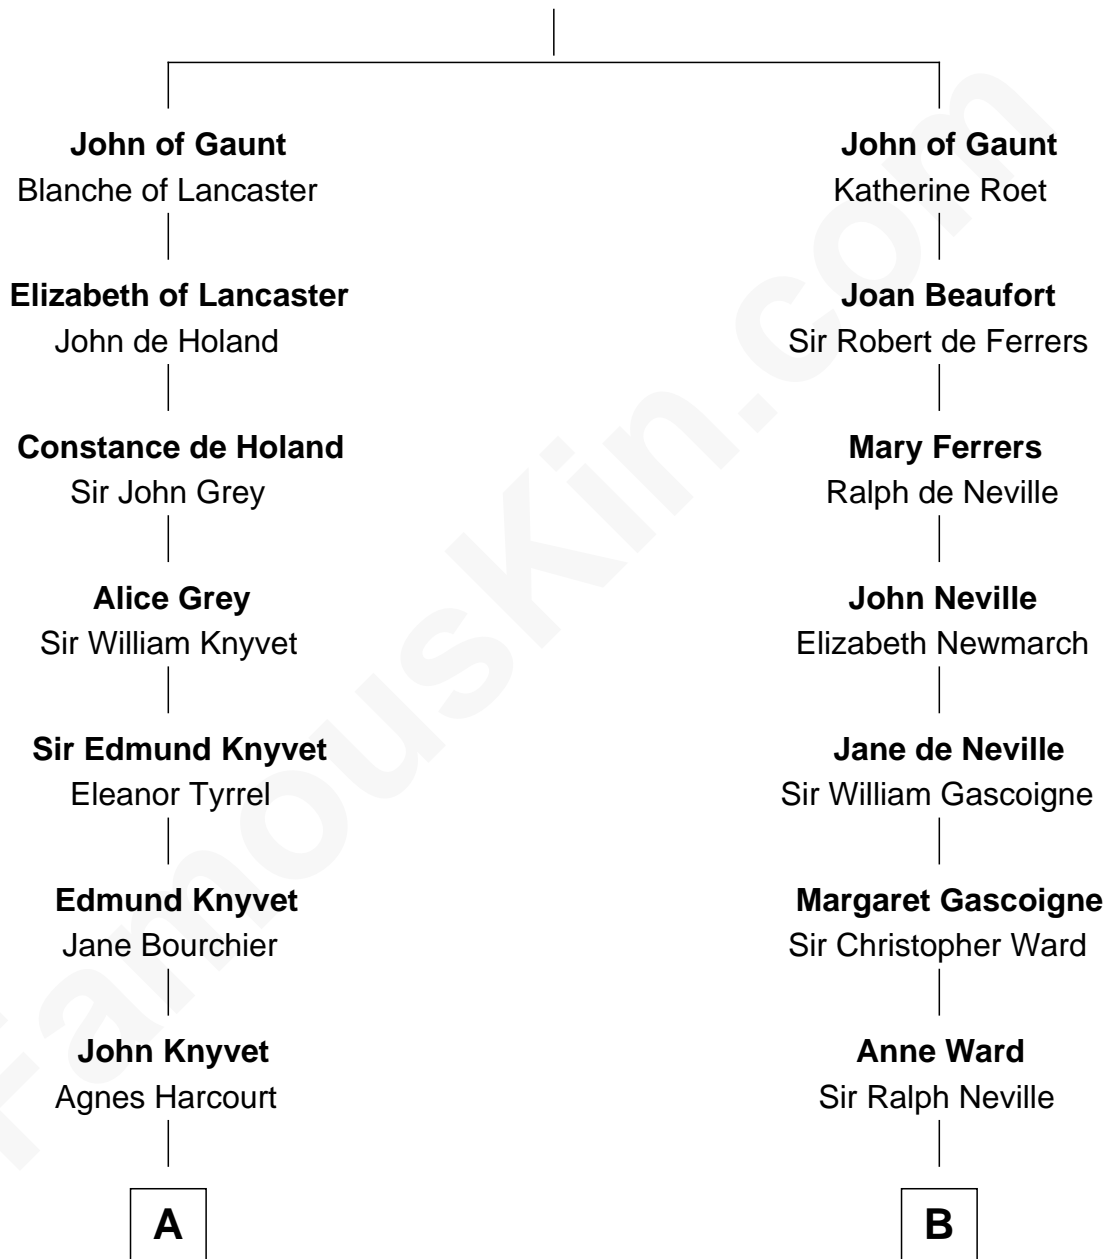 John of Gaunt
Blanche of Lancaster
Elizabeth of Lancaster
John de Holand
Constance de Holand
Sir John Grey
Alice Grey
Sir William Knyvet
Sir Edmund Knyvet
Eleanor Tyrrel
Edmund Knyvet
Jane Bourchier
John Knyvet
Agnes Harcourt
A
John of Gaunt
Katherine Roet
Joan Beaufort
Sir Robert de Ferrers
Mary Ferrers
Ralph de Neville
John Neville
Elizabeth Newmarch
Jane de Neville
Sir William Gascoigne
Margaret Gascoigne
Sir Christopher Ward
Anne Ward
Sir Ralph Neville
B
FamousKin.com